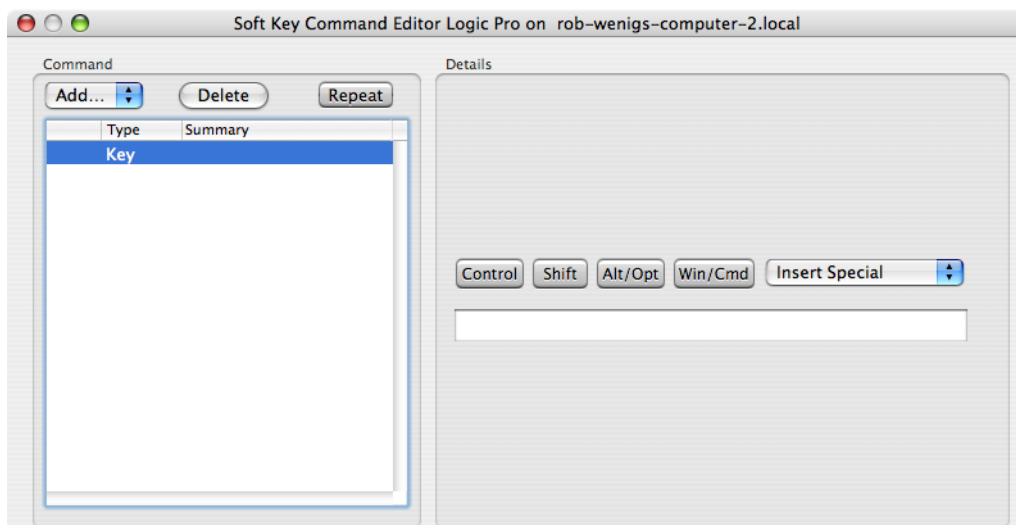 Soft Key Command Editor Logic Pro on rob-wenigs-computer-2.local
Command
Add... Delete Repeat
Type Summary
Key
Details
Control Shift Alt/Opt Win/Cmd Insert Special